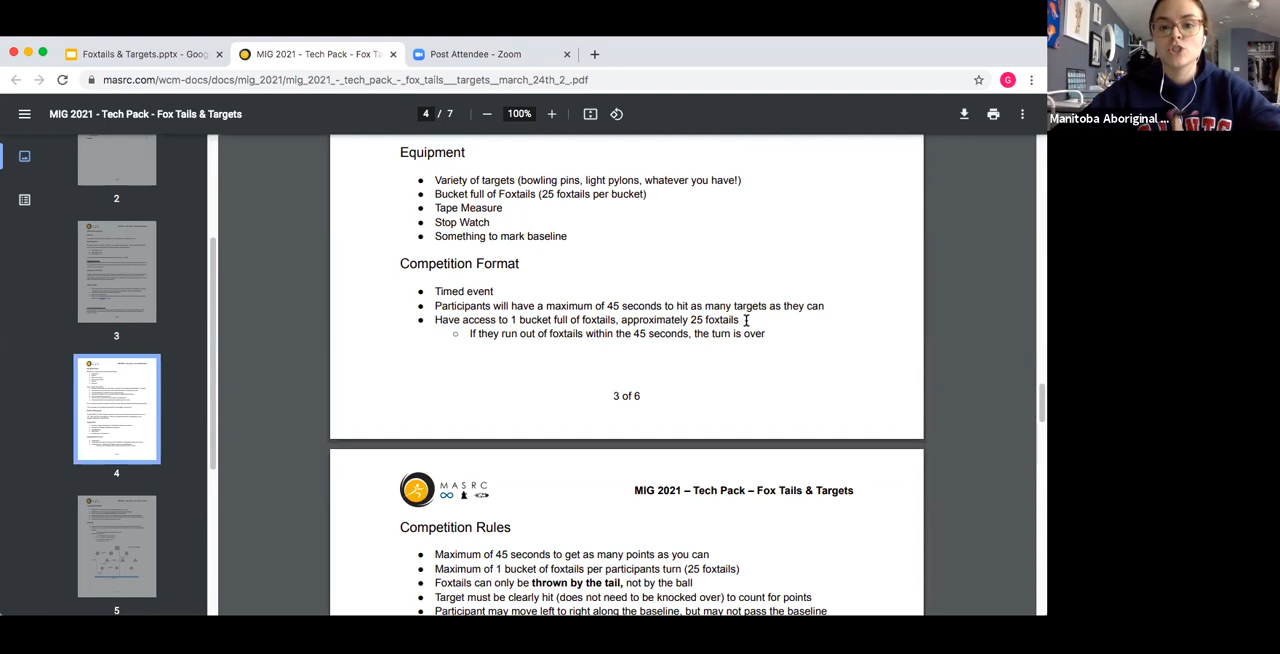 Foxtails & Targets.pptx - Goog
MIG 2021 - Tech Pack - Fox Ta
Post Attendee - Zoom
masrc.com/wcm-docs/docs/mig_2021/mig_2021_-_tech_pack_-_fox_tails__targets__march_24th_2_.pdf
G
MIG 2021 - Tech Pack - Fox Tails & Targets
4 / 7
100%
Manitoba Aboriginal ...
2
3
4
5
Equipment
● Variety of targets (bowling pins, light pylons, whatever you have!)
● Bucket full of Foxtails (25 foxtails per bucket)
● Tape Measure
● Stop Watch
● Something to mark baseline
Competition Format
● Timed event
● Participants will have a maximum of 45 seconds to hit as many targets as they can
● Have access to 1 bucket full of foxtails, approximately 25 foxtails
○ If they run out of foxtails within the 45 seconds, the turn is over
3 of 6
MASRC
MIG 2021 – Tech Pack – Fox Tails & Targets
Competition Rules
● Maximum of 45 seconds to get as many points as you can
● Maximum of 1 bucket of foxtails per participants turn (25 foxtails)
● Foxtails can only be thrown by the tail, not by the ball
● Target must be clearly hit (does not need to be knocked over) to count for points
● Participant may move left to right along the baseline, but may not pass the baseline